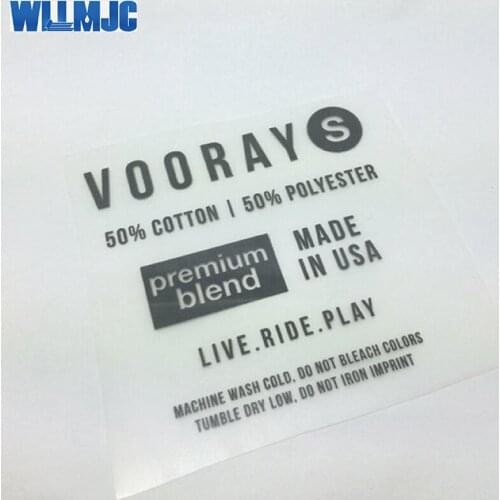 WLLMJC
VOORAY S
50% COTTON | 50% POLYESTER
premium
blend
MADE
IN USA
LIVE.RIDE.PLAY
MACHINE WASH COLD, DO NOT BLEACH COLORS
TUMBLE DRY LOW, DO NOT IRON IMPRINT